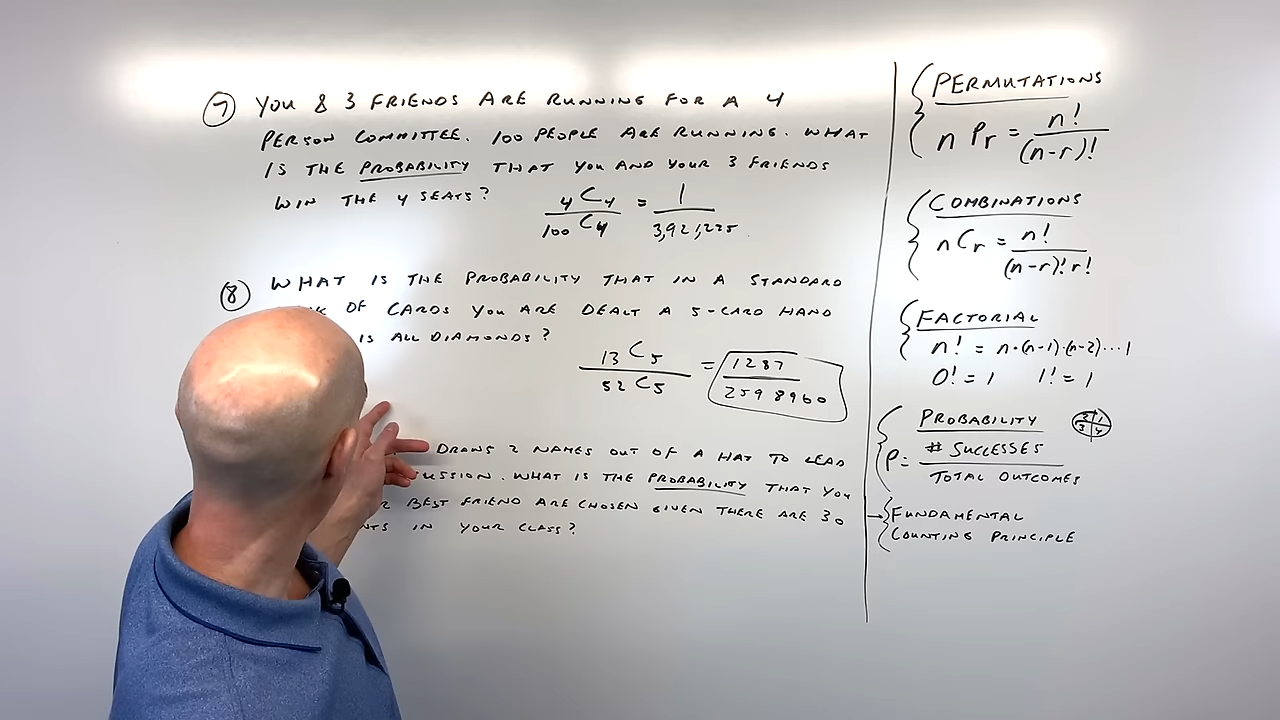 7 YOU & 3 FRIENDS ARE RUNNING FOR A 4
PERSON COMMITTEE. 100 PEOPLE ARE RUNNING. WHAT
IS THE PROBABILITY THAT YOU AND YOUR 3 FRIENDS
WIN THE 4 SEATS?
4C4 / 100C4 = 1 / 3,921,225
8 WHAT IS THE PROBABILITY THAT IN A STANDARD
OF CARDS YOU ARE DEALT A 5-CARD HAND
IS ALL DIAMONDS?
13C5 / 52C5 = 1287 / 2598960
DRAWS 2 NAMES OUT OF A HAT TO LEAD
WHAT IS THE PROBABILITY THAT YOU
BEST FRIEND ARE CHOSEN GIVEN THERE ARE 30
IN YOUR CLASS?
PERMUTATIONS
nPr = n! / (n-r)!
COMBINATIONS
nCr = n! / (n-r)!r!
FACTORIAL
n! = n·(n-1)·(n-2)...1
0! = 1 1! = 1
PROBABILITY
2 1
3 4
P = # SUCCESSES / TOTAL OUTCOMES
→ FUNDAMENTAL
COUNTING PRINCIPLE